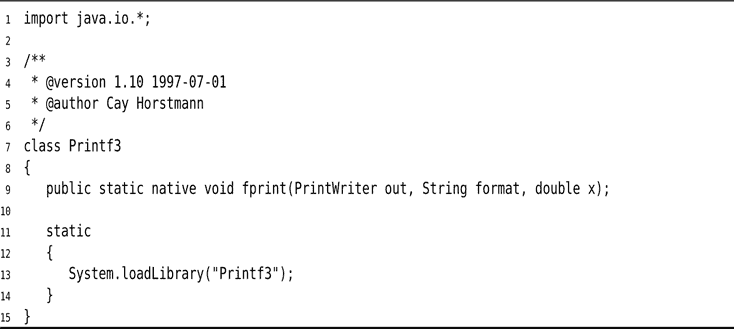 1 import java.io.*;
2
3 /**
4  * @version 1.10 1997-07-01
5  * @author Cay Horstmann
6  */
7 class Printf3
8 {
9    public static native void fprint(PrintWriter out, String format, double x);
10
11    static
12    {
13       System.loadLibrary("Printf3");
14    }
15 }